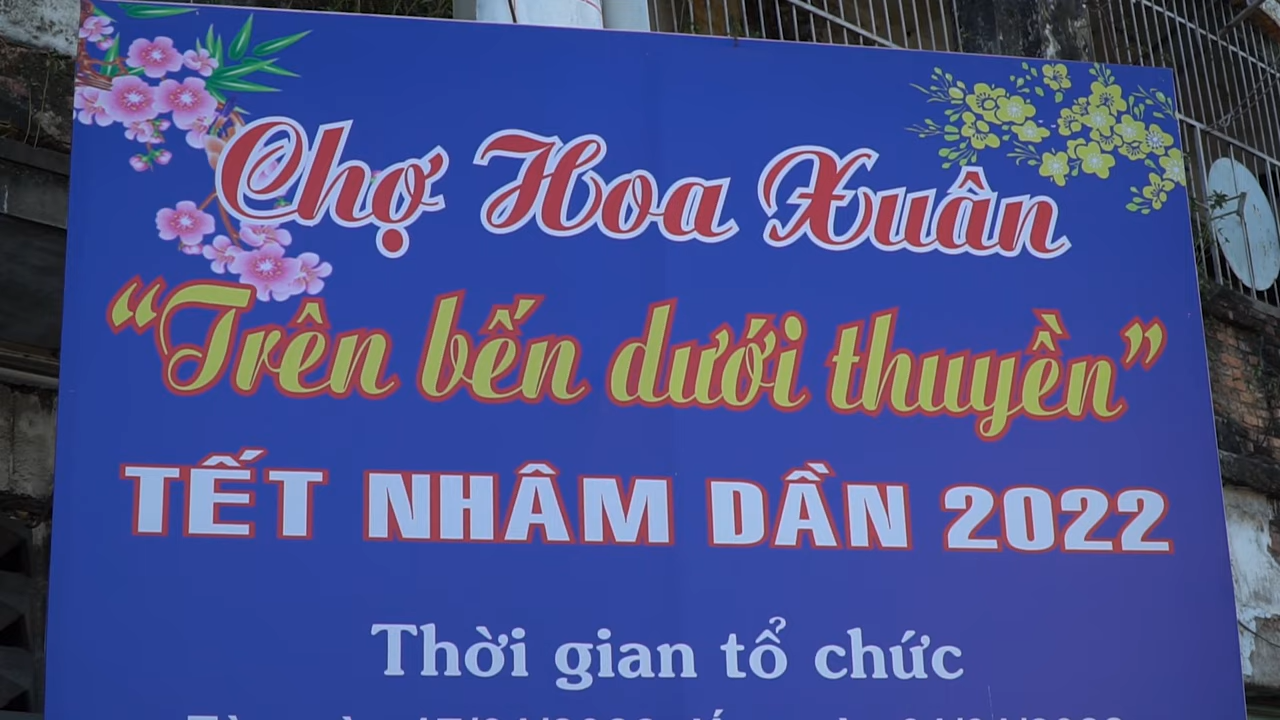 Chợ Hoa Xuân
“Trên bến dưới thuyền”
TẾT NHÂM DẦN 2022
Thời gian tổ chức